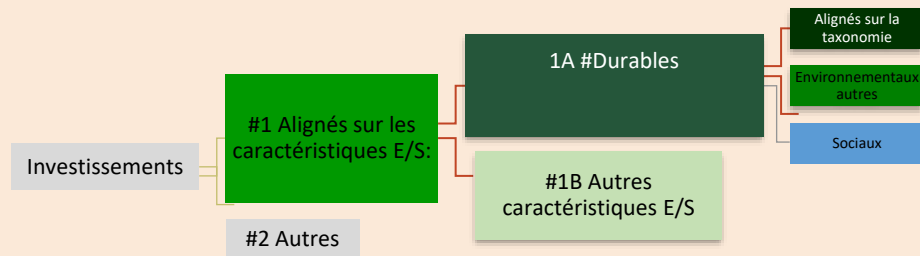 Investissements
#1 Alignés sur les
caractéristiques E/S:
#2 Autres
1A #Durables
#1B Autres
caractéristiques E/S
Alignés sur la
taxonomie
Environnementaux
autres
Sociaux